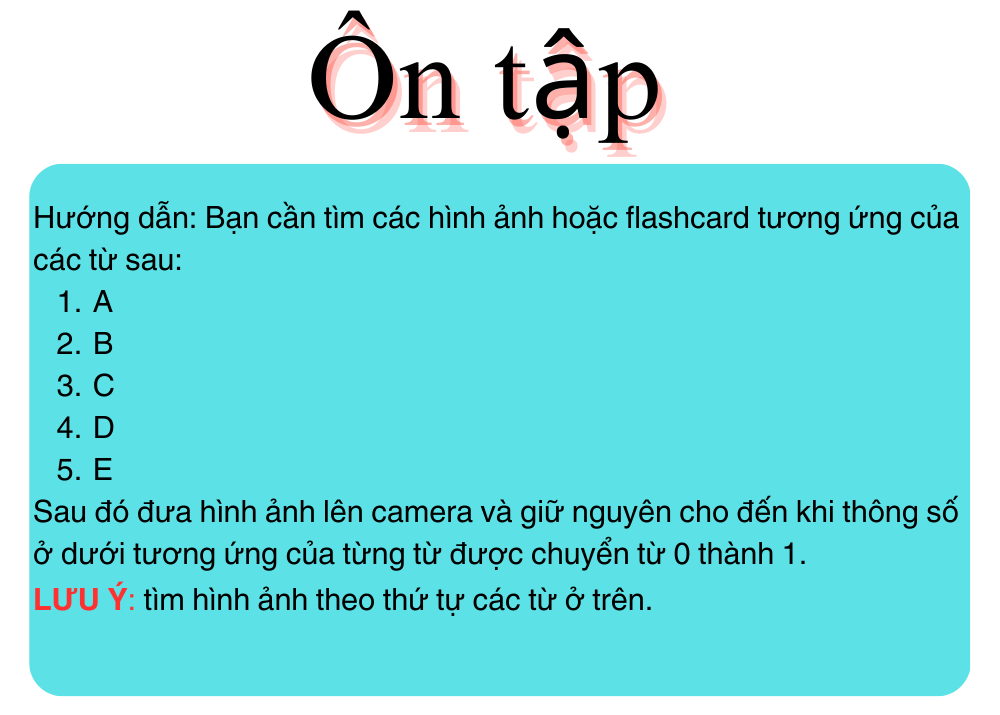 Ôn tập
Hướng dẫn: Bạn cần tìm các hình ảnh hoặc flashcard tương ứng của
các từ sau:
1. A
2. B
3. C
4. D
5. E
Sau đó đưa hình ảnh lên camera và giữ nguyên cho đến khi thông số
ở dưới tương ứng của từng từ được chuyển từ 0 thành 1.
LƯU Ý: tìm hình ảnh theo thứ tự các từ ở trên.